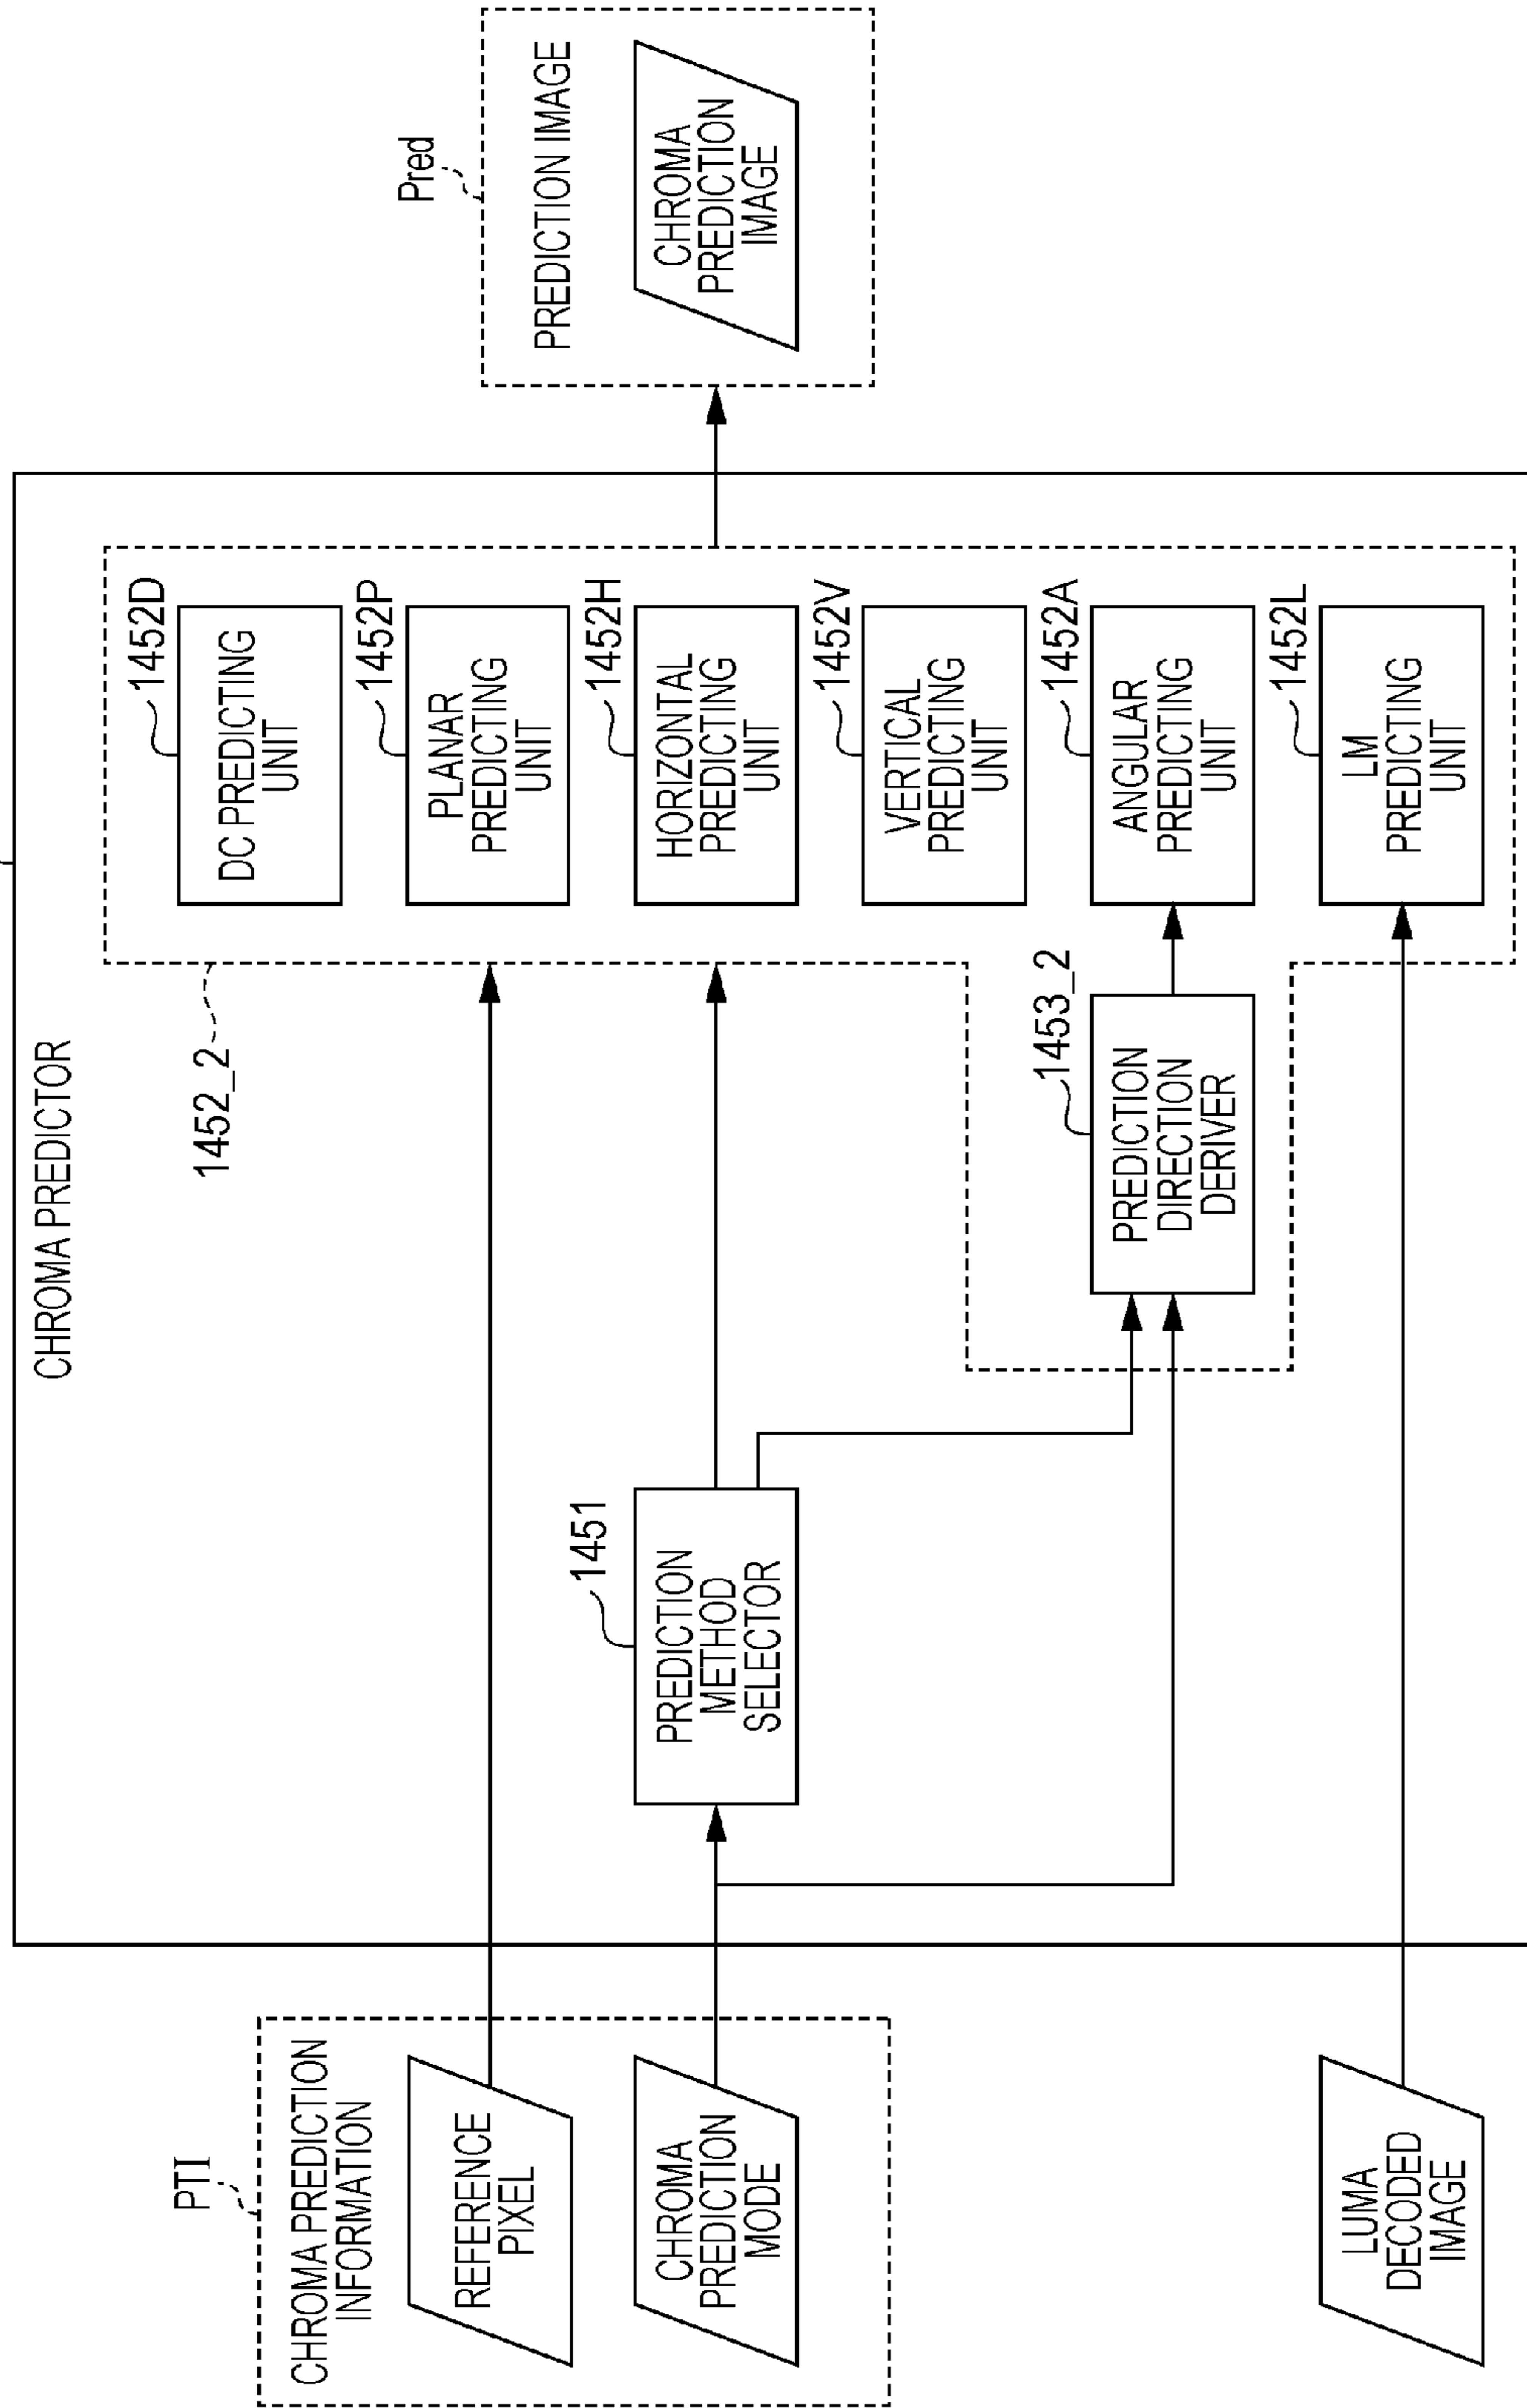 PTI
CHROMA PREDICTION
INFORMATION
REFERENCE
PIXEL
CHROMA
PREDICTION
MODE
LUMA
DECODED
IMAGE
CHROMA PREDICTOR
1451
PREDICTION
METHOD
SELECTOR
1452_2
1453_2
PREDICTION
DIRECTION
DERIVER
1452D
DC PREDICTING
UNIT
1452P
PLANAR
PREDICTING
UNIT
1452H
HORIZONTAL
PREDICTING
UNIT
1452V
VERTICAL
PREDICTING
UNIT
1452A
ANGULAR
PREDICTING
UNIT
1452L
LM
PREDICTING
UNIT
Pred
PREDICTION IMAGE
CHROMA
PREDICTION
IMAGE